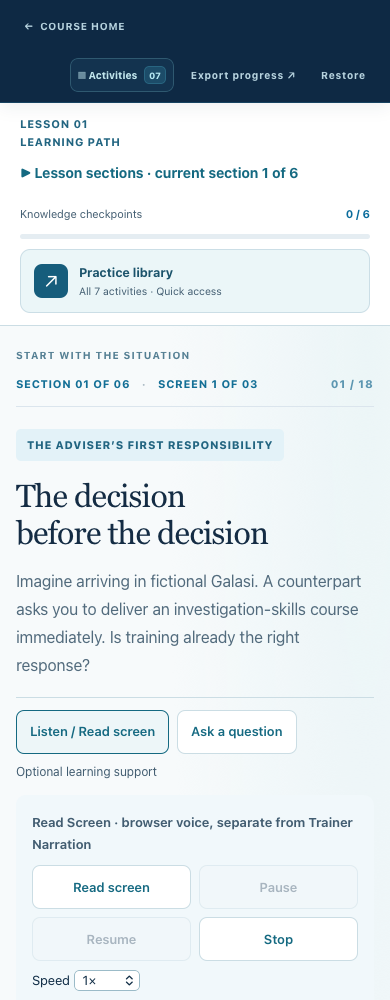 ← COURSE HOME
Activities 07
Export progress ↗
Restore
LESSON 01
LEARNING PATH
Lesson sections · current section 1 of 6
Knowledge checkpoints 0 / 6
Practice library
All 7 activities · Quick access
START WITH THE SITUATION
SECTION 01 OF 06 · SCREEN 1 OF 03 01 / 18
THE ADVISER’S FIRST RESPONSIBILITY
The decision
before the decision
Imagine arriving in fictional Galasi. A counterpart
asks you to deliver an investigation-skills course
immediately. Is training already the right
response?
Listen / Read screen
Ask a question
Optional learning support
Read Screen · browser voice, separate from Trainer
Narration
Read screen
Pause
Resume
Stop
Speed 1×